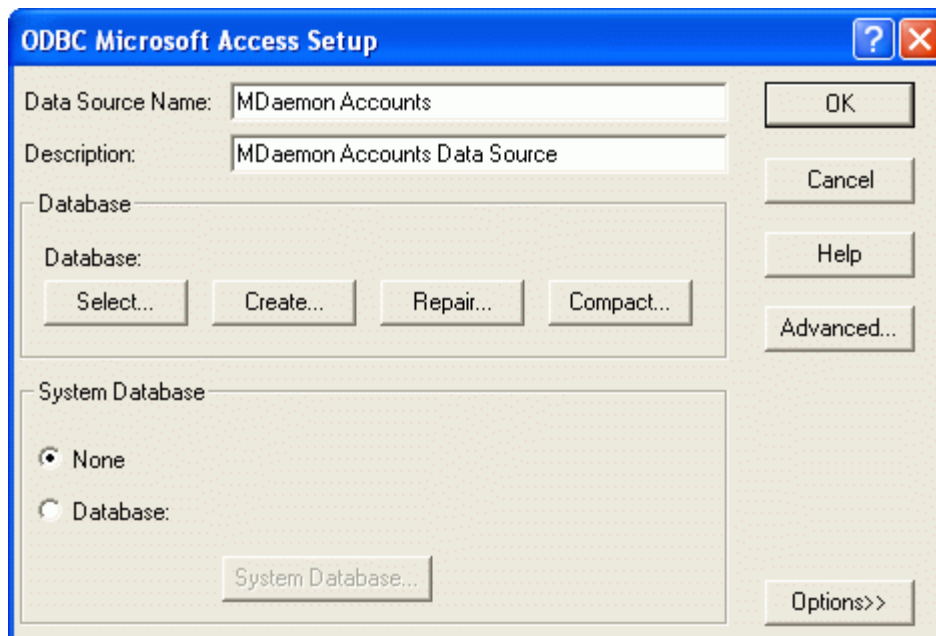 ODBC Microsoft Access Setup
Data Source Name: MDaemon Accounts
OK
Description: MDaemon Accounts Data Source
Cancel
Database
Database:
Select... Create... Repair... Compact...
Help
Advanced...
System Database
None
Database:
System Database...
Options>>